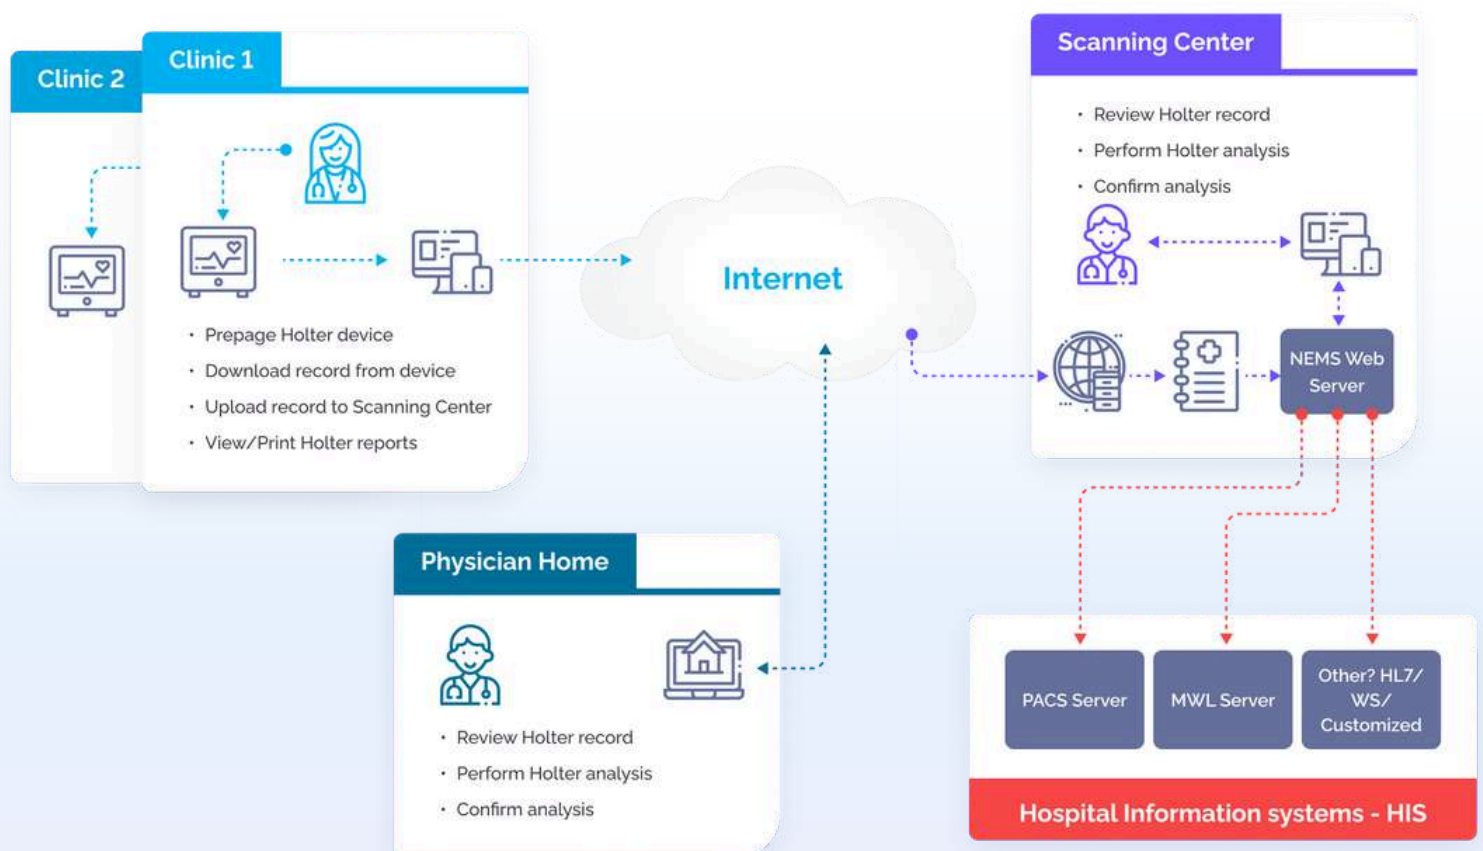 Clinic 2
Clinic 1
• Prepage Holter device
• Download record from device
• Upload record to Scanning Center
• View/Print Holter reports
Internet
Scanning Center
• Review Holter record
• Perform Holter analysis
• Confirm analysis
NEMS Web
Server
Physician Home
• Review Holter record
• Perform Holter analysis
• Confirm analysis
PACS Server
MWL Server
Other? HL7/
WS/
Customized
Hospital Information systems - HIS